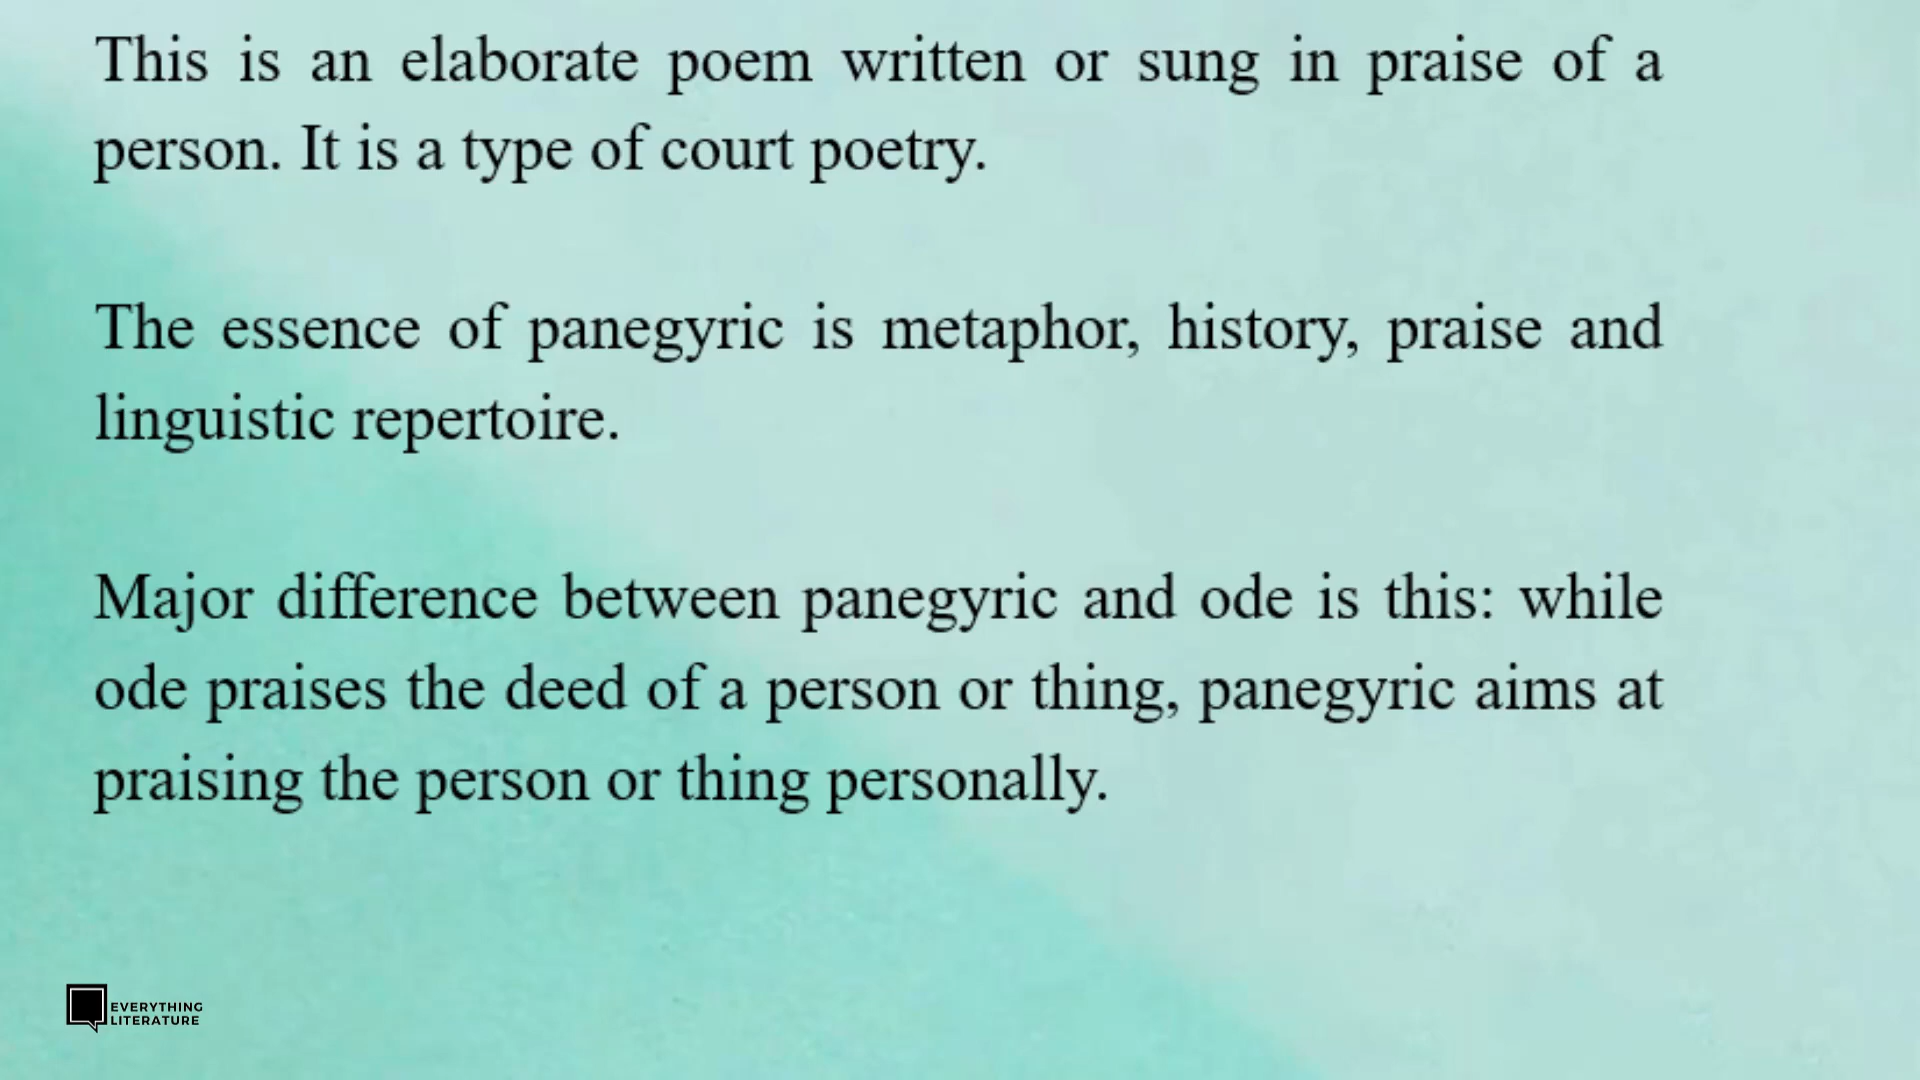 This is an elaborate poem written or sung in praise of a
person. It is a type of court poetry.
The essence of panegyric is metaphor, history, praise and
linguistic repertoire.
Major difference between panegyric and ode is this: while
ode praises the deed of a person or thing, panegyric aims at
praising the person or thing personally.
EVERYTHING
LITERATURE